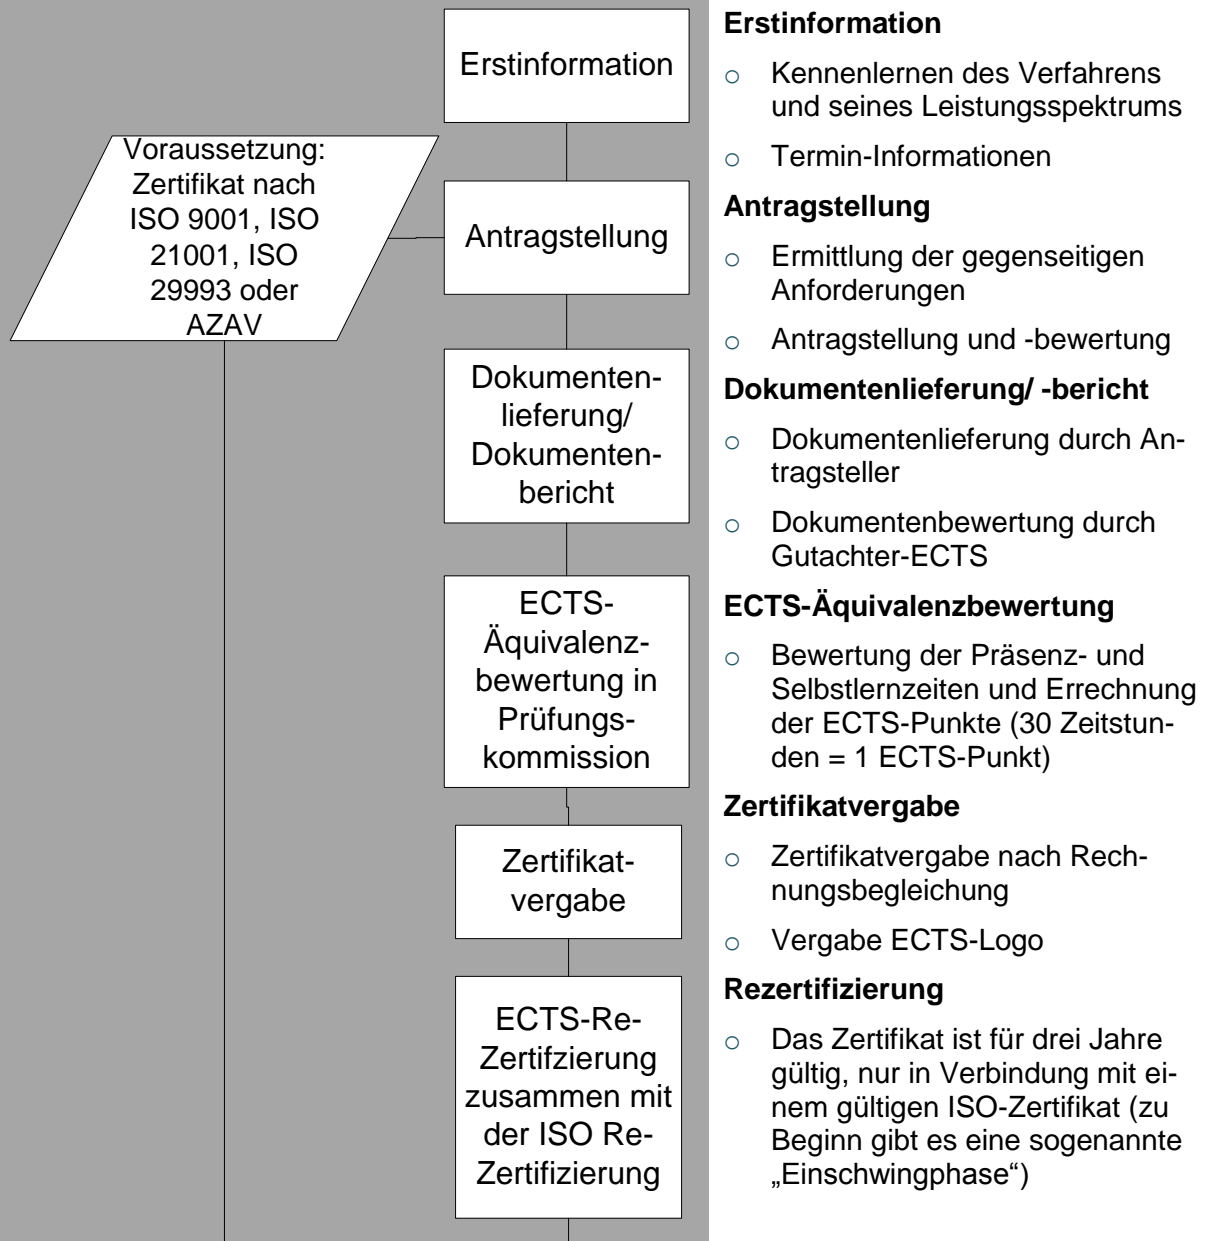 Erstinformation
Voraussetzung:
Zertifikat nach
ISO 9001, ISO
21001, ISO
29993 oder
AZAV
Antragstellung
Dokumenten-
lieferung/
Dokumenten-
bericht
ECTS-
Äquivalenz-
bewertung in
Prüfungs-
kommission
Zertifikat-
vergabe
ECTS-Re-
Zertifzierung
zusammen mit
der ISO Re-
Zertifizierung
Erstinformation
o Kennenlernen des Verfahrens
und seines Leistungsspektrums
o Termin-Informationen
Antragstellung
o Ermittlung der gegenseitigen
Anforderungen
o Antragstellung und -bewertung
Dokumentenlieferung/ -bericht
o Dokumentenlieferung durch An-
tragsteller
o Dokumentenbewertung durch
Gutachter-ECTS
ECTS-Äquivalenzbewertung
o Bewertung der Präsenz- und
Selbstlernzeiten und Errechnung
der ECTS-Punkte (30 Zeitstun-
den = 1 ECTS-Punkt)
Zertifikatvergabe
o Zertifikatvergabe nach Rech-
nungsbegleichung
o Vergabe ECTS-Logo
Rezertifizierung
o Das Zertifikat ist für drei Jahre
gültig, nur in Verbindung mit ei-
nem gültigen ISO-Zertifikat (zu
Beginn gibt es eine sogenannte
„Einschwingphase“)